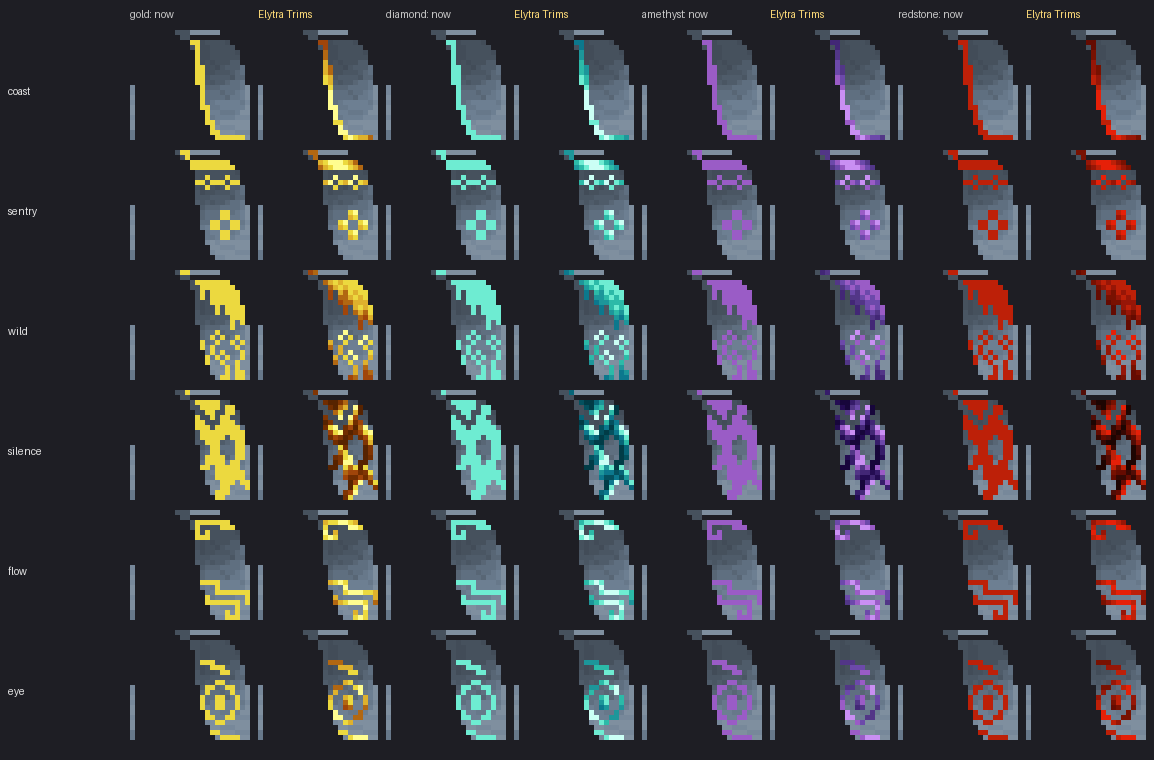 gold: now Elytra Trims diamond: now Elytra Trims amethyst: now Elytra Trims redstone: now Elytra Trims
coast
sentry
wild
silence
flow
eye